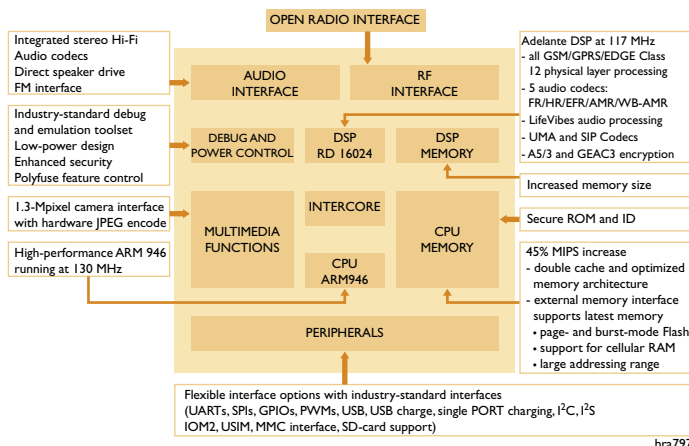 OPEN RADIO INTERFACE
Integrated stereo Hi-Fi
Audio codecs
Direct speaker drive
FM interface
AUDIO
INTERFACE
RF
INTERFACE
Adelante DSP at 117 MHz
- all GSM/GPRS/EDGE Class
12 physical layer processing
- 5 audio codecs:
FR/HR/EFR/AMR/WB-AMR
- LifeVibes audio processing
- UMA and SIP Codecs
- A5/3 and GEAC3 encryption
Industry-standard debug
and emulation toolset
Low-power design
Enhanced security
Polyfuse feature control
DEBUG AND
POWER CONTROL
DSP
RD 16024
DSP
MEMORY
Increased memory size
1.3-Mpixel camera interface
with hardware JPEG encode
MULTIMEDIA
FUNCTIONS
INTERCORE
CPU
MEMORY
Secure ROM and ID
High-performance ARM 946
running at 130 MHz
CPU
ARM946
45% MIPS increase
- double cache and optimized
memory architecture
- external memory interface
supports latest memory
• page- and burst-mode Flash
• support for cellular RAM
• large addressing range
PERIPHERALS
Flexible interface options with industry-standard interfaces
(UARTs, SPIs, GPIOs, PWMs, USB, USB charge, single PORT charging, I²C, I²S
IOM2, USIM, MMC interface, SD-card support)
bra797